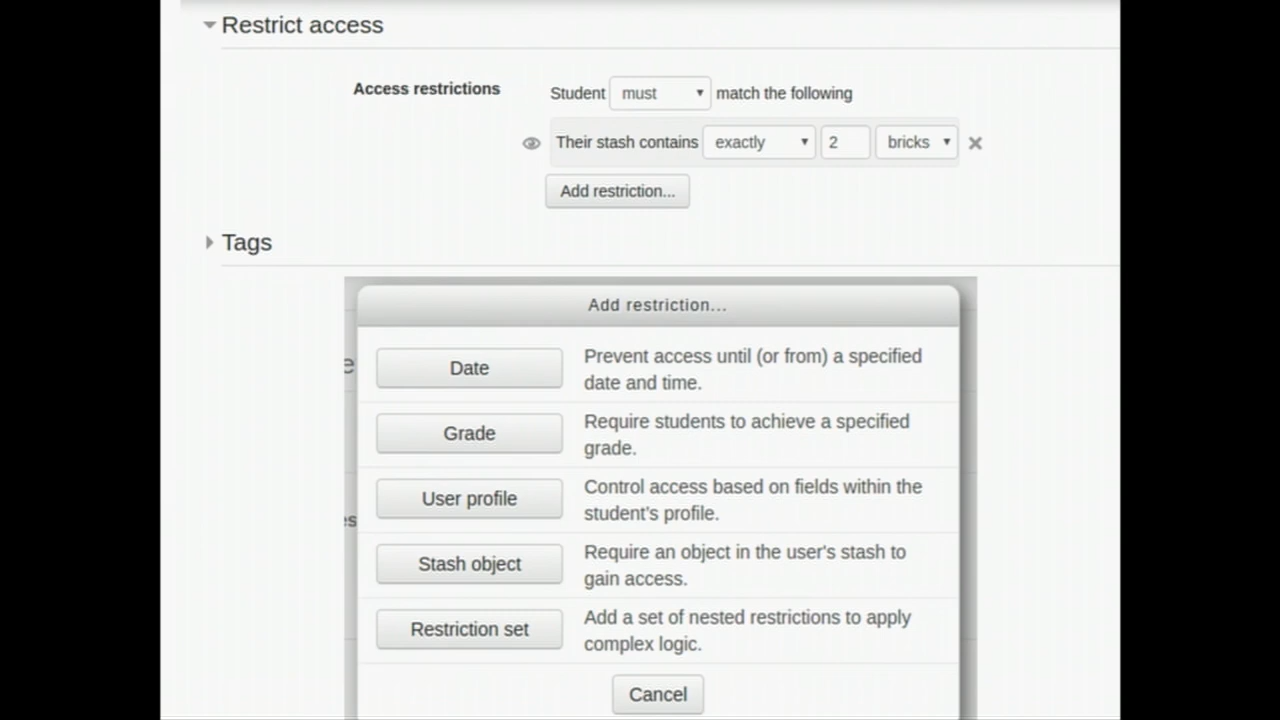 Restrict access
Access restrictions
Student must match the following
Their stash contains exactly 2 bricks
Add restriction...
Tags
Add restriction...
Date
Prevent access until (or from) a specified
date and time.
Grade
Require students to achieve a specified
grade.
User profile
Control access based on fields within the
student's profile.
Stash object
Require an object in the user's stash to
gain access.
Restriction set
Add a set of nested restrictions to apply
complex logic.
Cancel